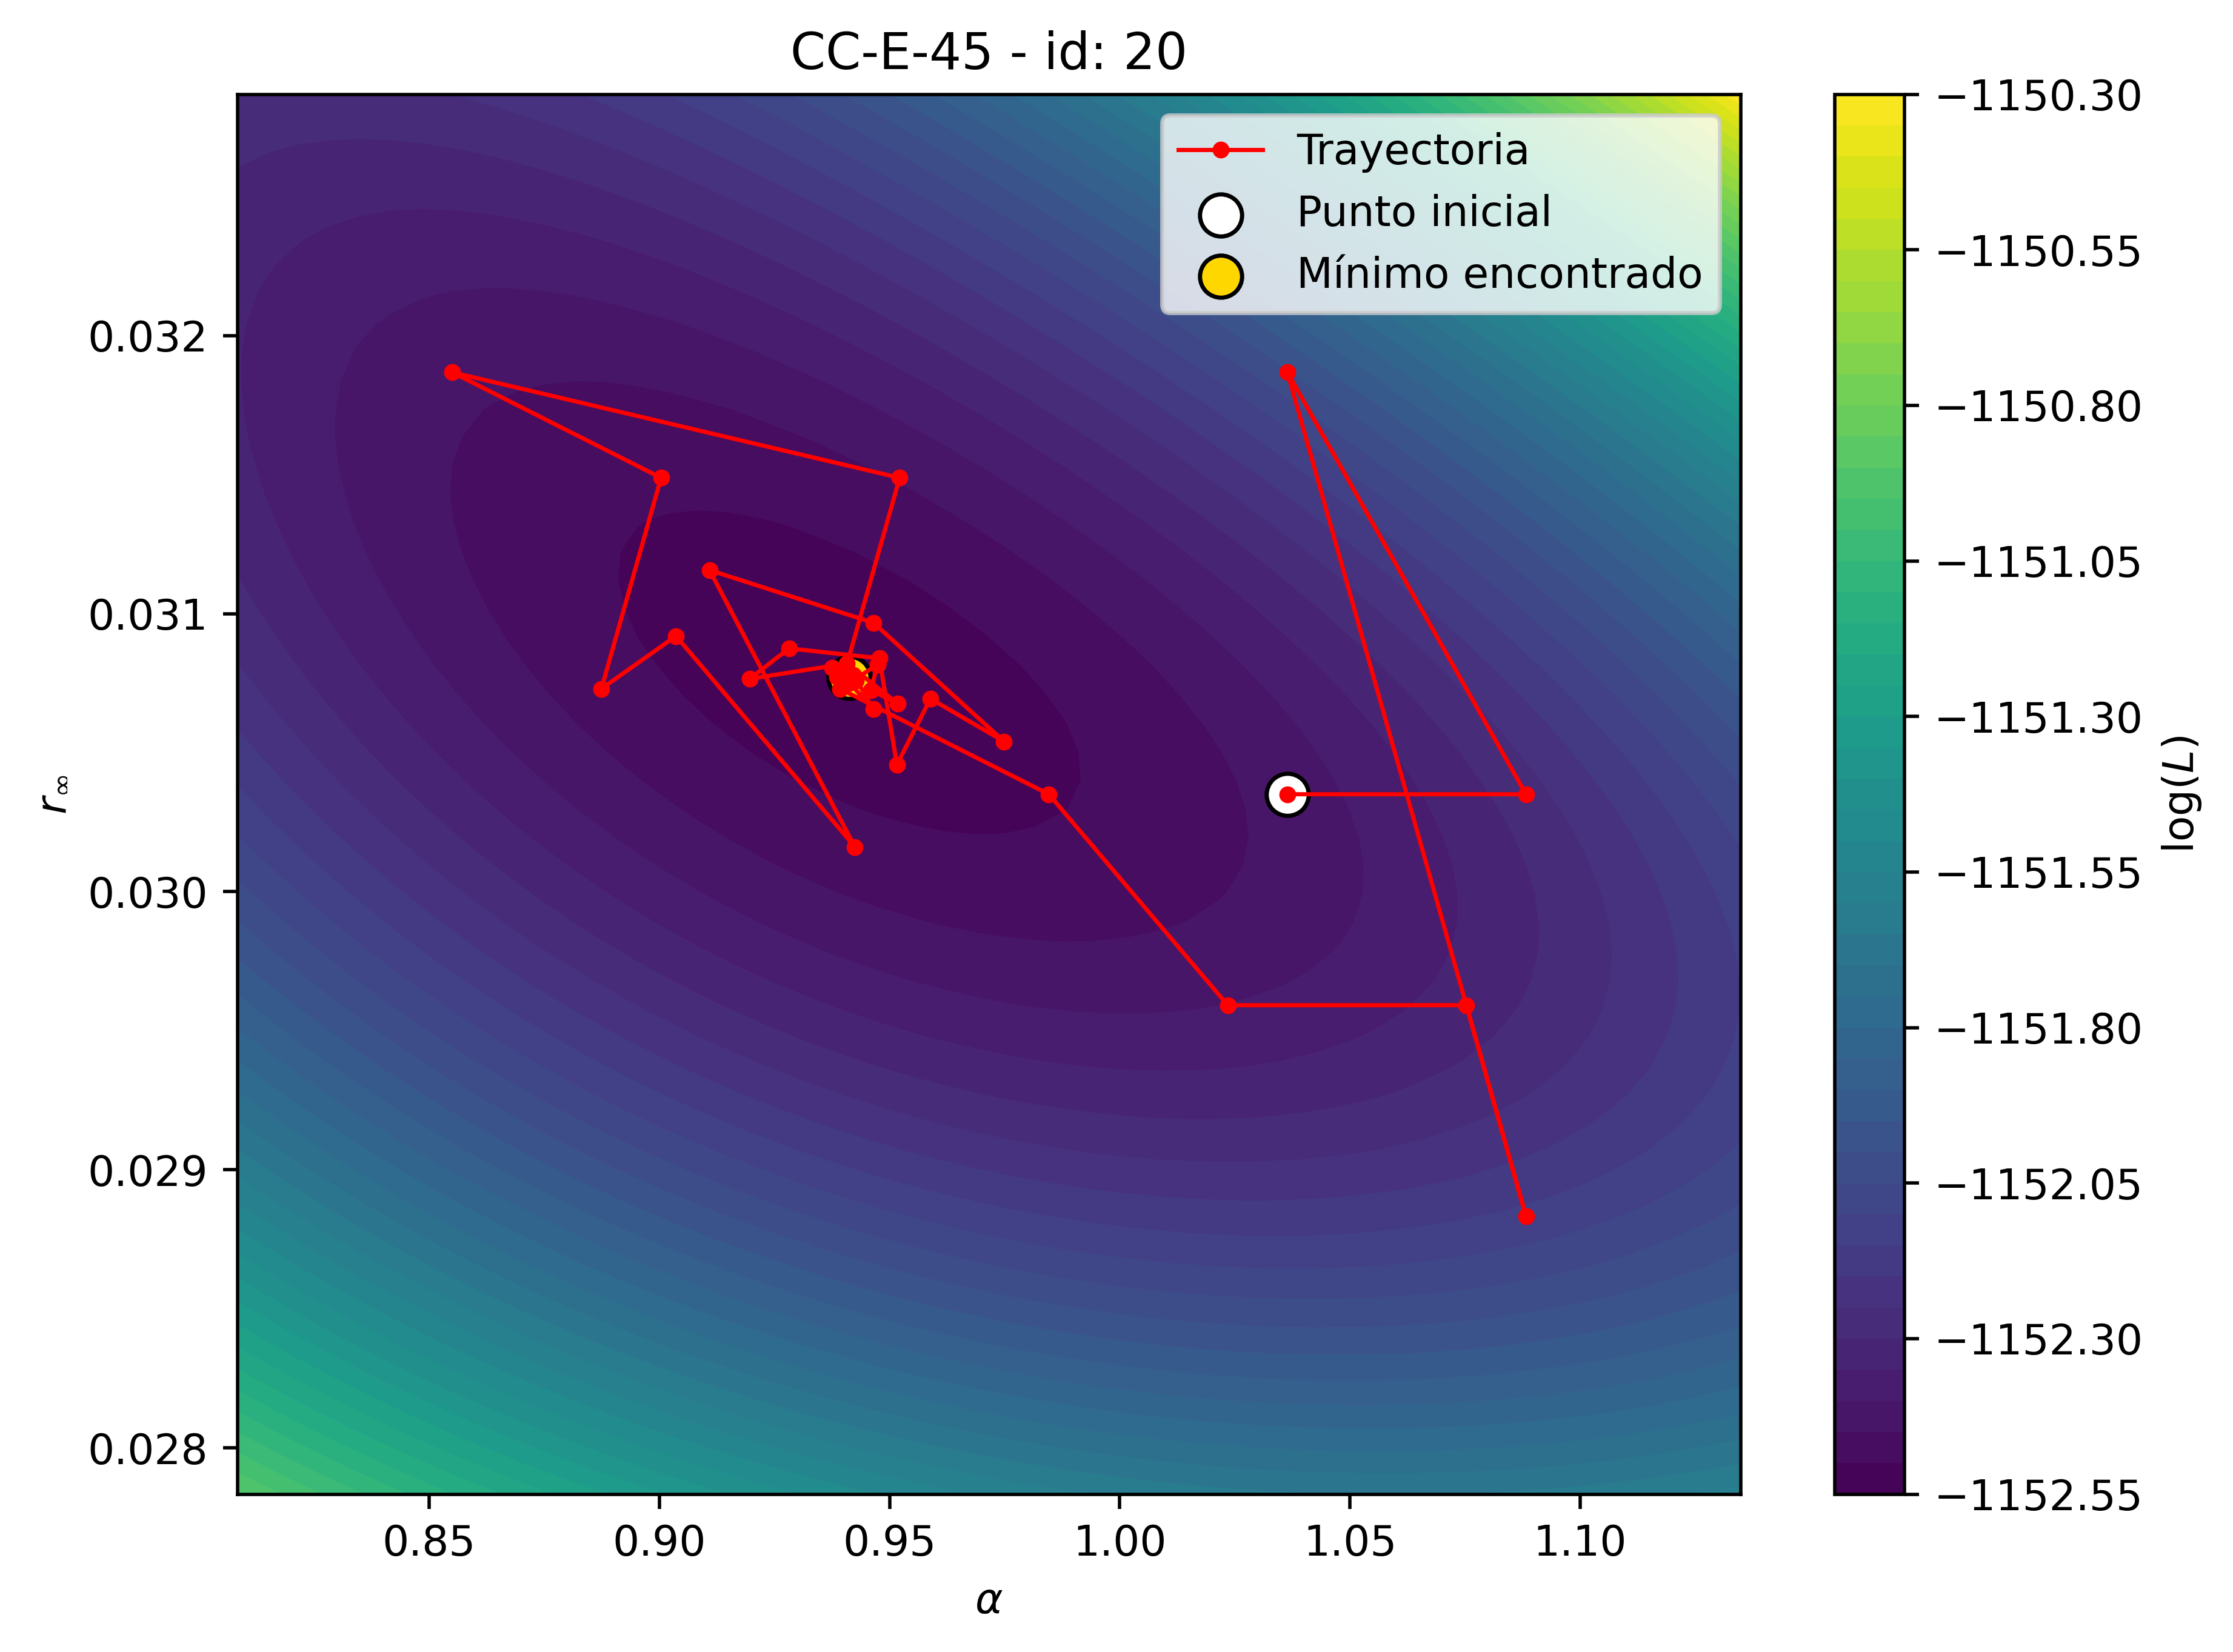 CC-E-45 - id: 20
Trayectoria
Punto inicial
Mínimo encontrado
0.032
0.031
0.030
0.029
0.028
r∞
0.85 0.90 0.95 1.00 1.05 1.10
α
−1150.30
−1150.55
−1150.80
−1151.05
−1151.30
−1151.55
−1151.80
−1152.05
−1152.30
−1152.55
log(L)